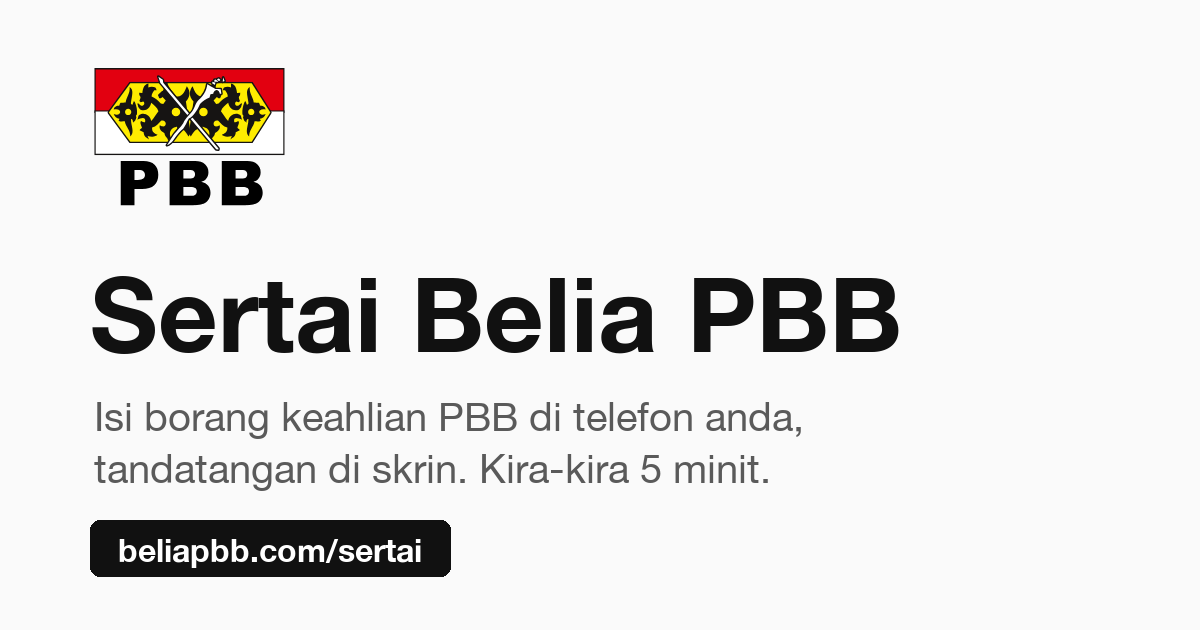 PBB
Sertai Belia PBB
Isi borang keahlian PBB di telefon anda,
tandatangan di skrin. Kira-kira 5 minit.
beliapbb.com/sertai